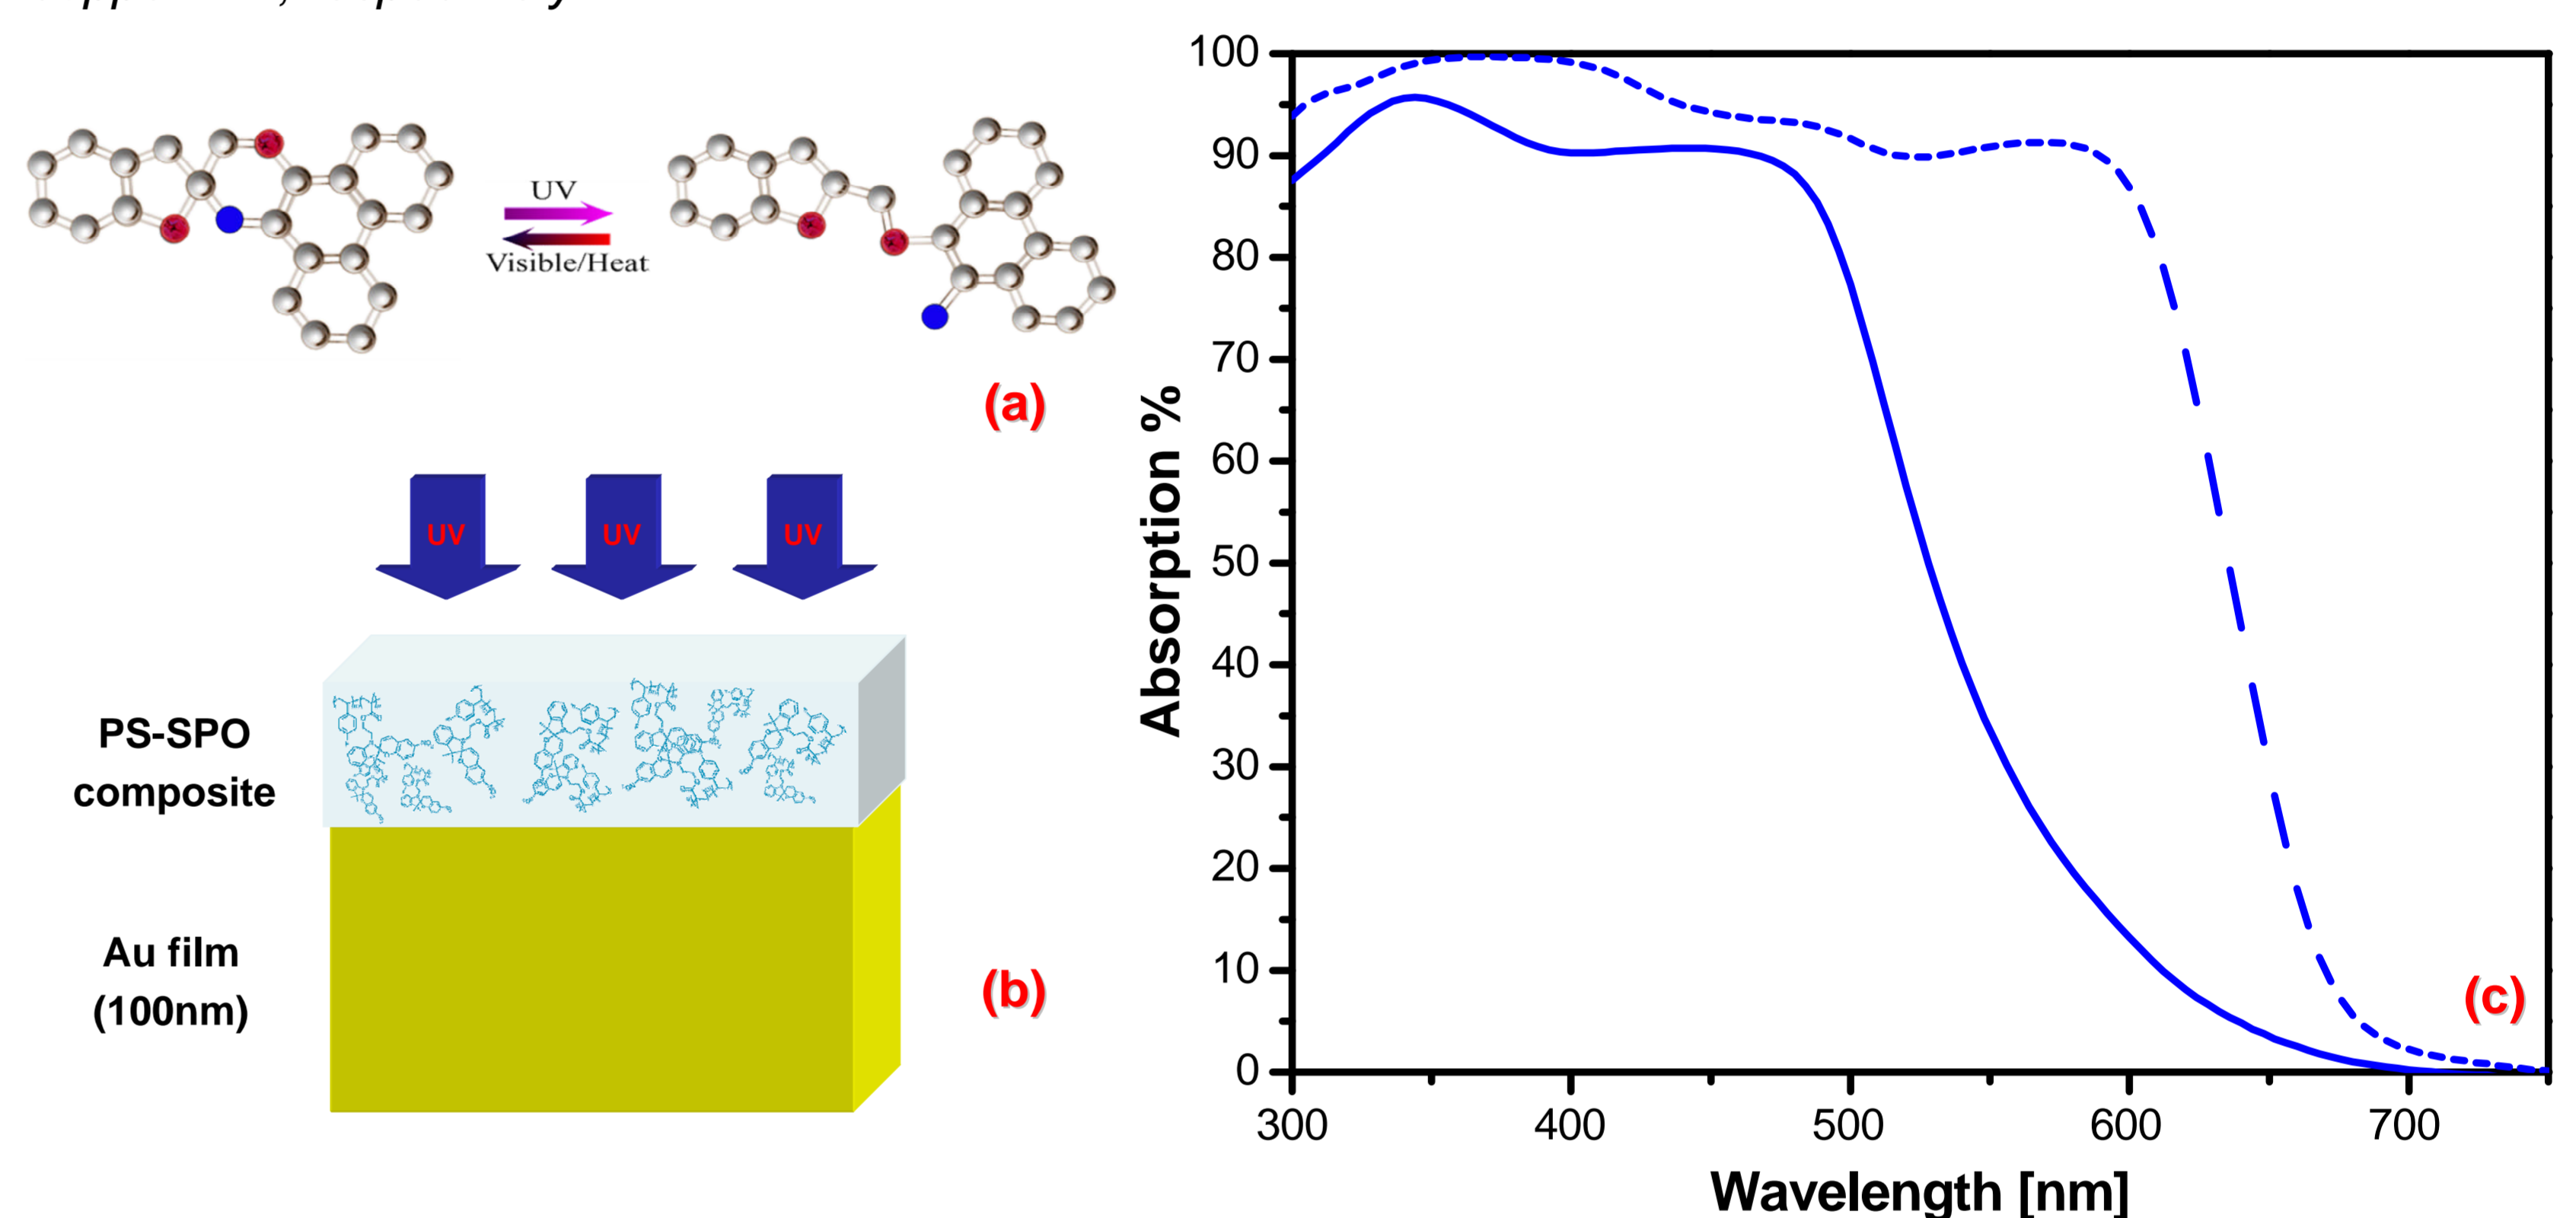 UV
Visible/Heat
(a)
UV UV UV
PS-SPO
composite
Au film
(100nm)
(b)
Absorption %
100
90
80
70
60
50
40
30
20
10
0
300 400 500 600 700
Wavelength [nm]
(c)